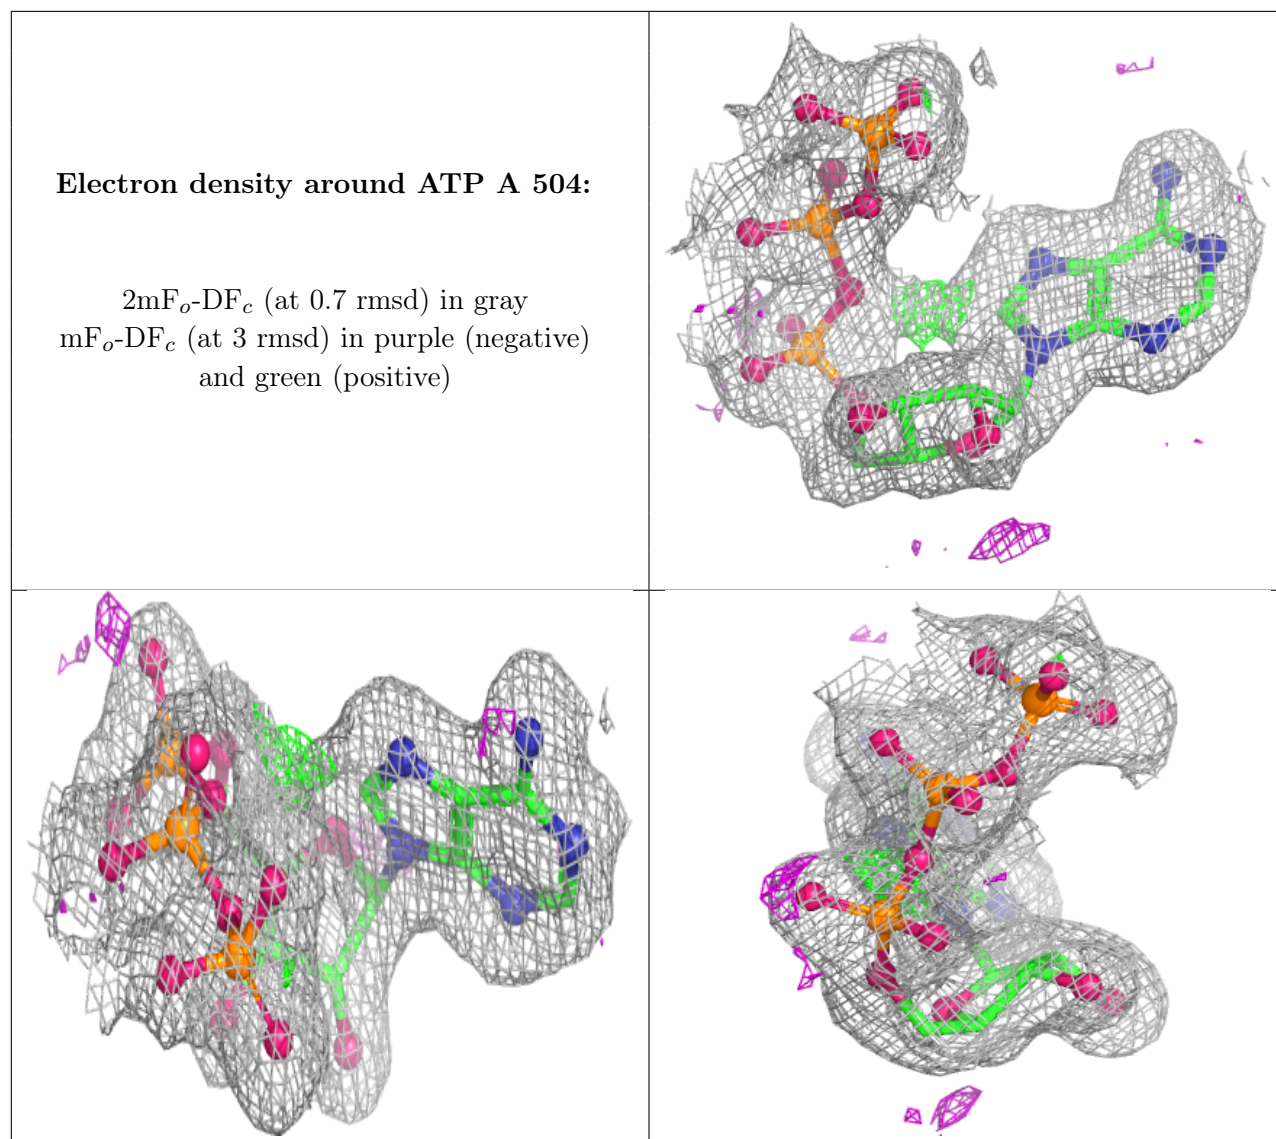 Electron density around ATP A 504:
2mFo-DFc (at 0.7 rmsd) in gray
mFo-DFc (at 3 rmsd) in purple (negative)
and green (positive)